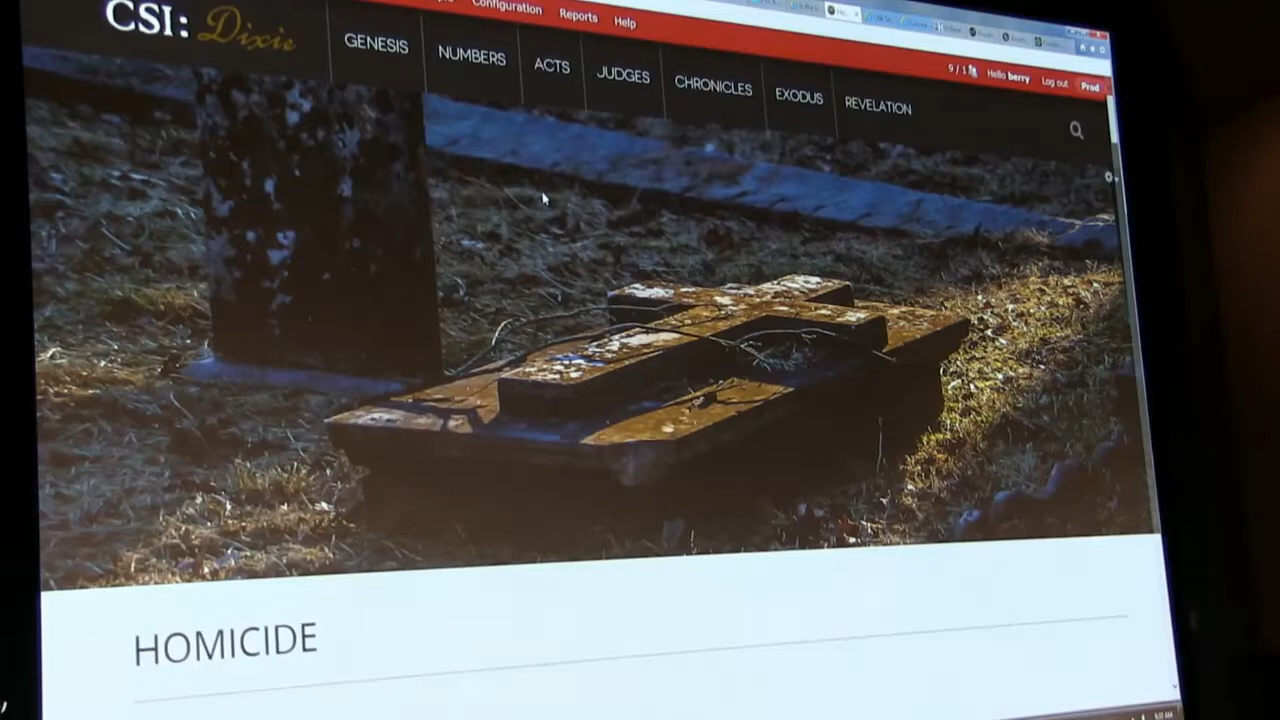 Configuration Reports Help
9 / 1
Hello berry Log out Prod
CSI: Dixie
GENESIS NUMBERS ACTS JUDGES CHRONICLES EXODUS REVELATION
HOMICIDE